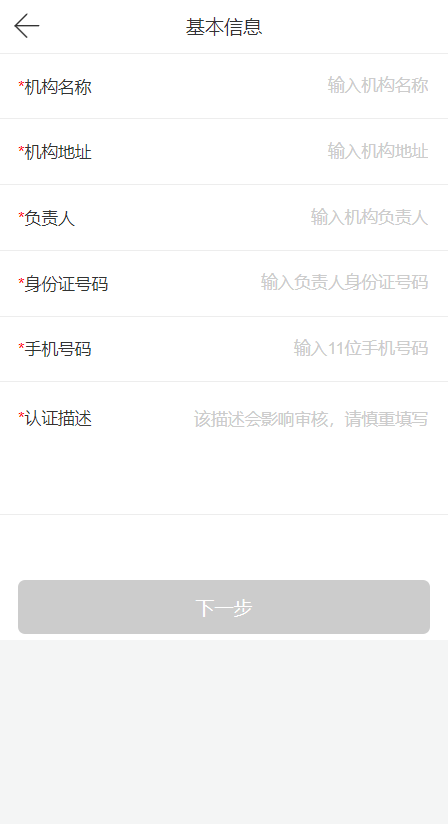 基本信息
*机构名称 输入机构名称
*机构地址 输入机构地址
*负责人 输入机构负责人
*身份证号码 输入负责人身份证号码
*手机号码 输入11位手机号码
*认证描述 该描述会影响审核，请慎重填写
下一步